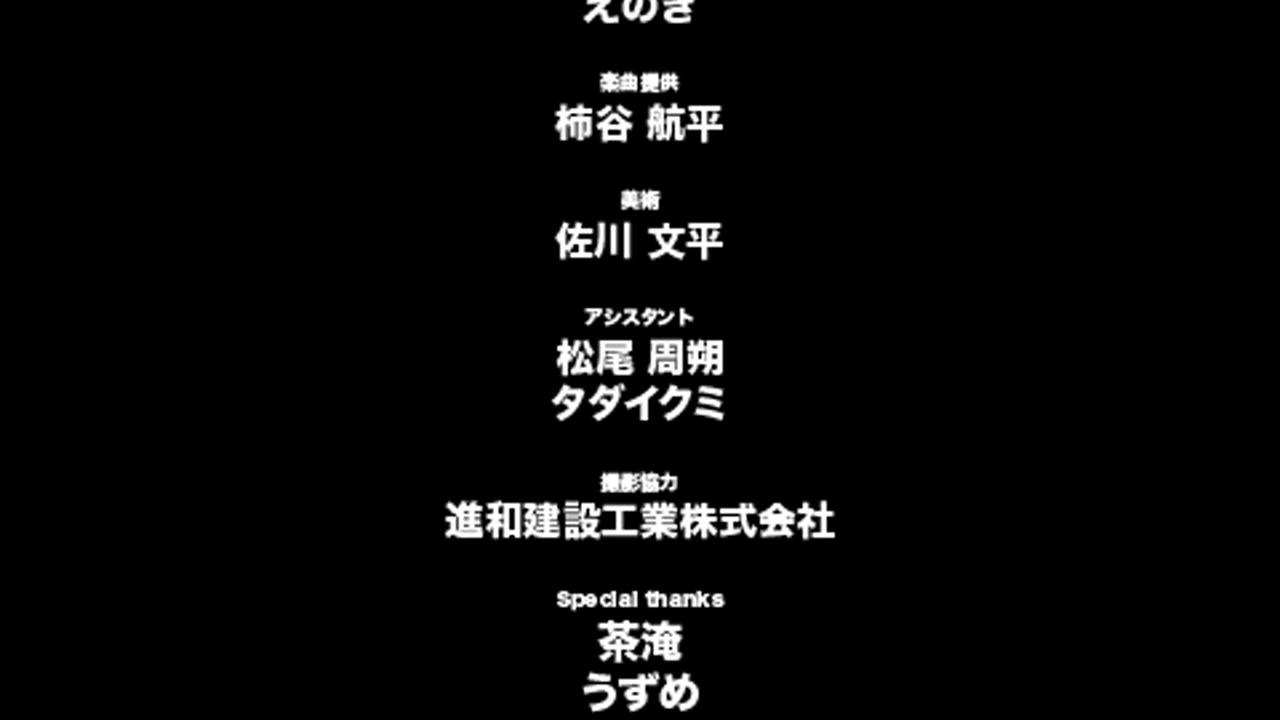 えのき
楽曲提供
柿谷 航平
美術
佐川 文平
アシスタント
松尾 周朔
タダイクミ
撮影協力
進和建設工業株式会社
Special thanks
茶淹
うずめ